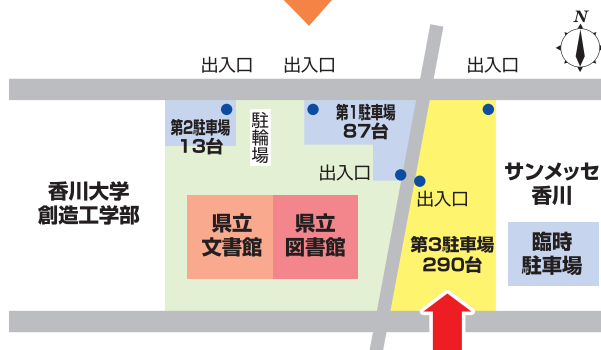 N
出入口
出入口
出入口
第2駐車場
13台
駐輪場
第1駐車場
87台
出入口
出入口
香川大学
創造工学部
県立
文書館
県立
図書館
第3駐車場
290台
サンメッセ
香川
臨時
駐車場